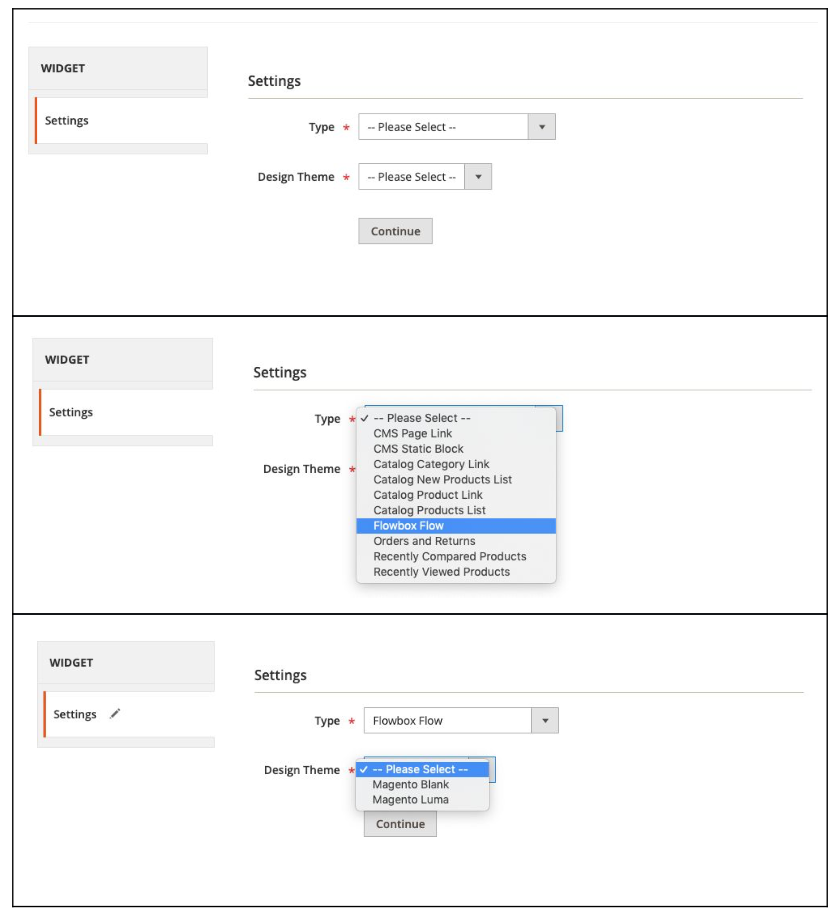 WIDGET
Settings
Settings
Type * -- Please Select --
Design Theme * -- Please Select --
Continue
WIDGET
Settings
Settings
Type * ✓ -- Please Select --
CMS Page Link
CMS Static Block
Catalog Category Link
Design Theme *
Catalog New Products List
Catalog Product Link
Catalog Products List
Flowbox Flow
Orders and Returns
Recently Compared Products
Recently Viewed Products
WIDGET
Settings
Settings
Type * Flowbox Flow
Design Theme * ✓ -- Please Select --
Magento Blank
Magento Luma
Continue